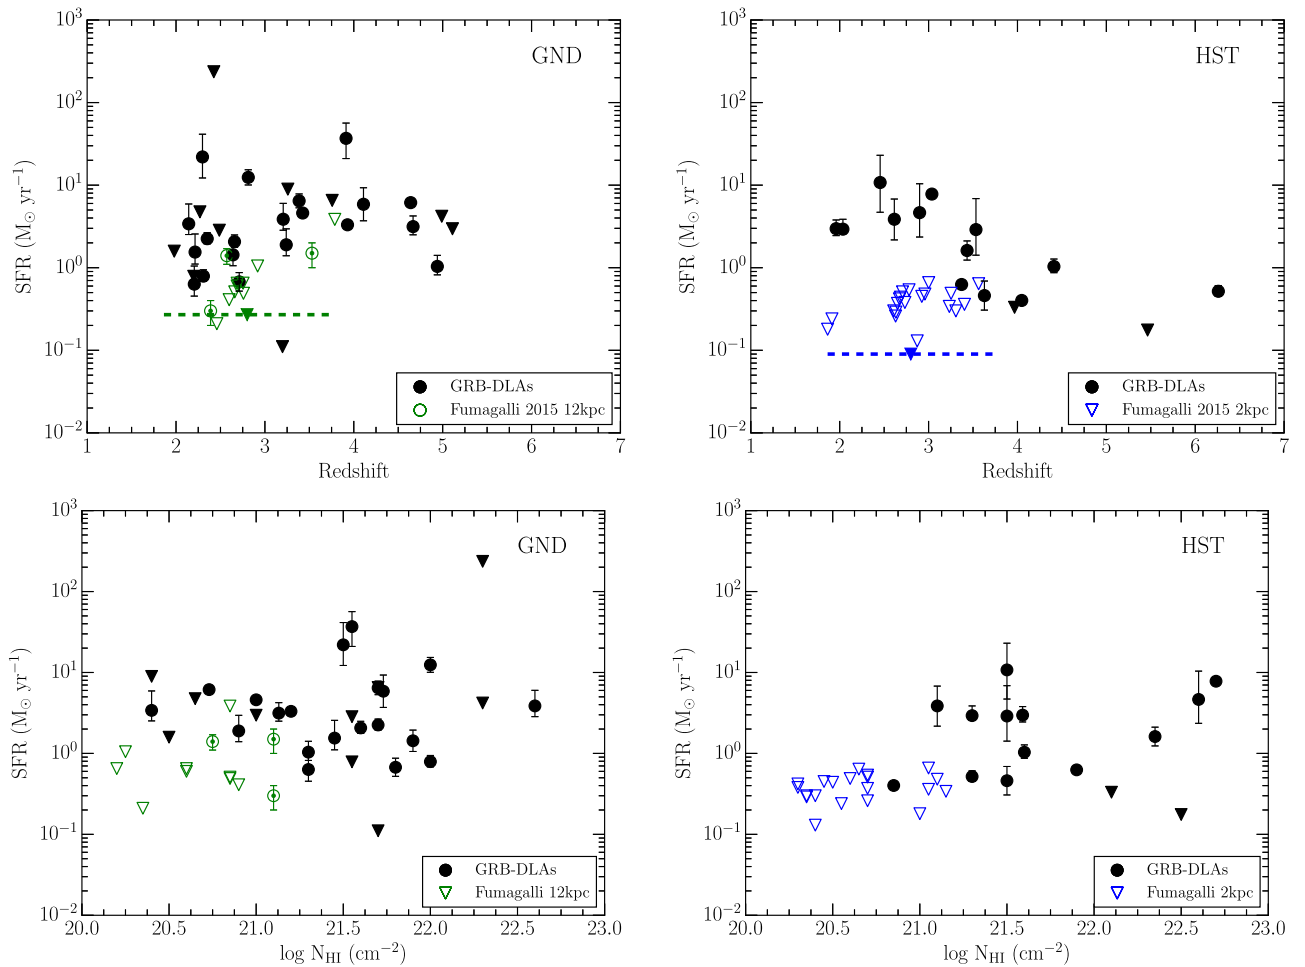 10³
10²
10¹
10⁰
10⁻¹
10⁻²
SFR (M⊙ yr⁻¹)
GND
GRB-DLAs
Fumagalli 2015 12kpc
1 2 3 4 5 6 7
Redshift
10³
10²
10¹
10⁰
10⁻¹
10⁻²
SFR (M⊙ yr⁻¹)
HST
GRB-DLAs
Fumagalli 2015 2kpc
1 2 3 4 5 6 7
Redshift
10³
10²
10¹
10⁰
10⁻¹
10⁻²
SFR (M⊙ yr⁻¹)
GND
GRB-DLAs
Fumagalli 12kpc
20.0 20.5 21.0 21.5 22.0 22.5 23.0
log N_HI (cm⁻²)
10³
10²
10¹
10⁰
10⁻¹
10⁻²
SFR (M⊙ yr⁻¹)
HST
GRB-DLAs
Fumagalli 2kpc
20.0 20.5 21.0 21.5 22.0 22.5 23.0
log N_HI (cm⁻²)